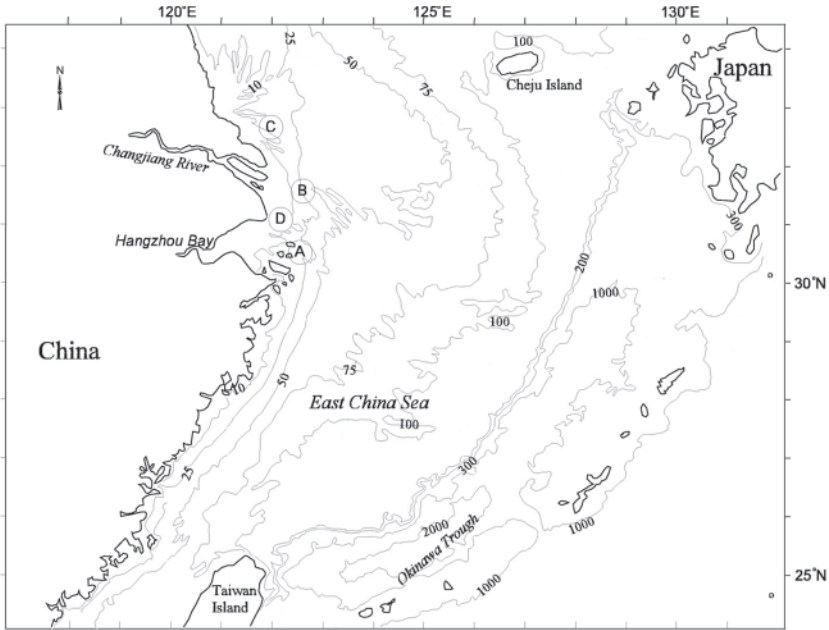 120°E
125°E
130°E
25
50
75
100
Cheju Island
Japan
N
10
C
Changjiang River
B
D
Hangzhou Bay
A
300
200
1000
30°N
100
China
75
50
10
East China Sea
100
300
25
2000
Okinawa Trough
1000
1000
25°N
Taiwan
Island